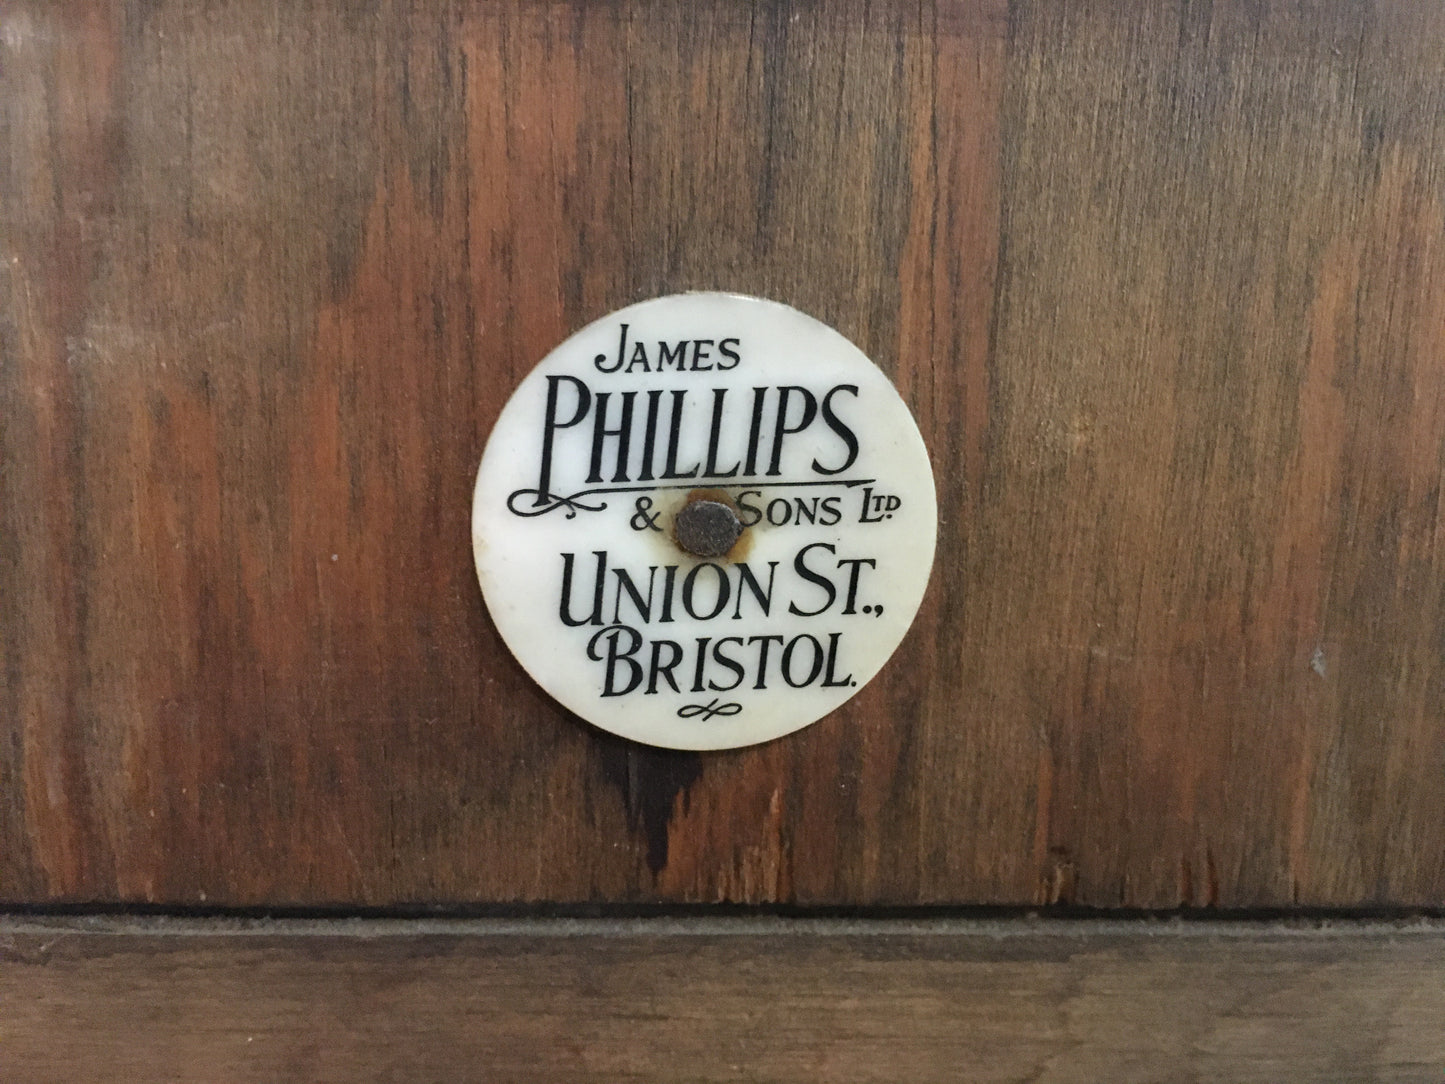 James
Phillips
& Sons Ltd.
Union St.,
Bristol.